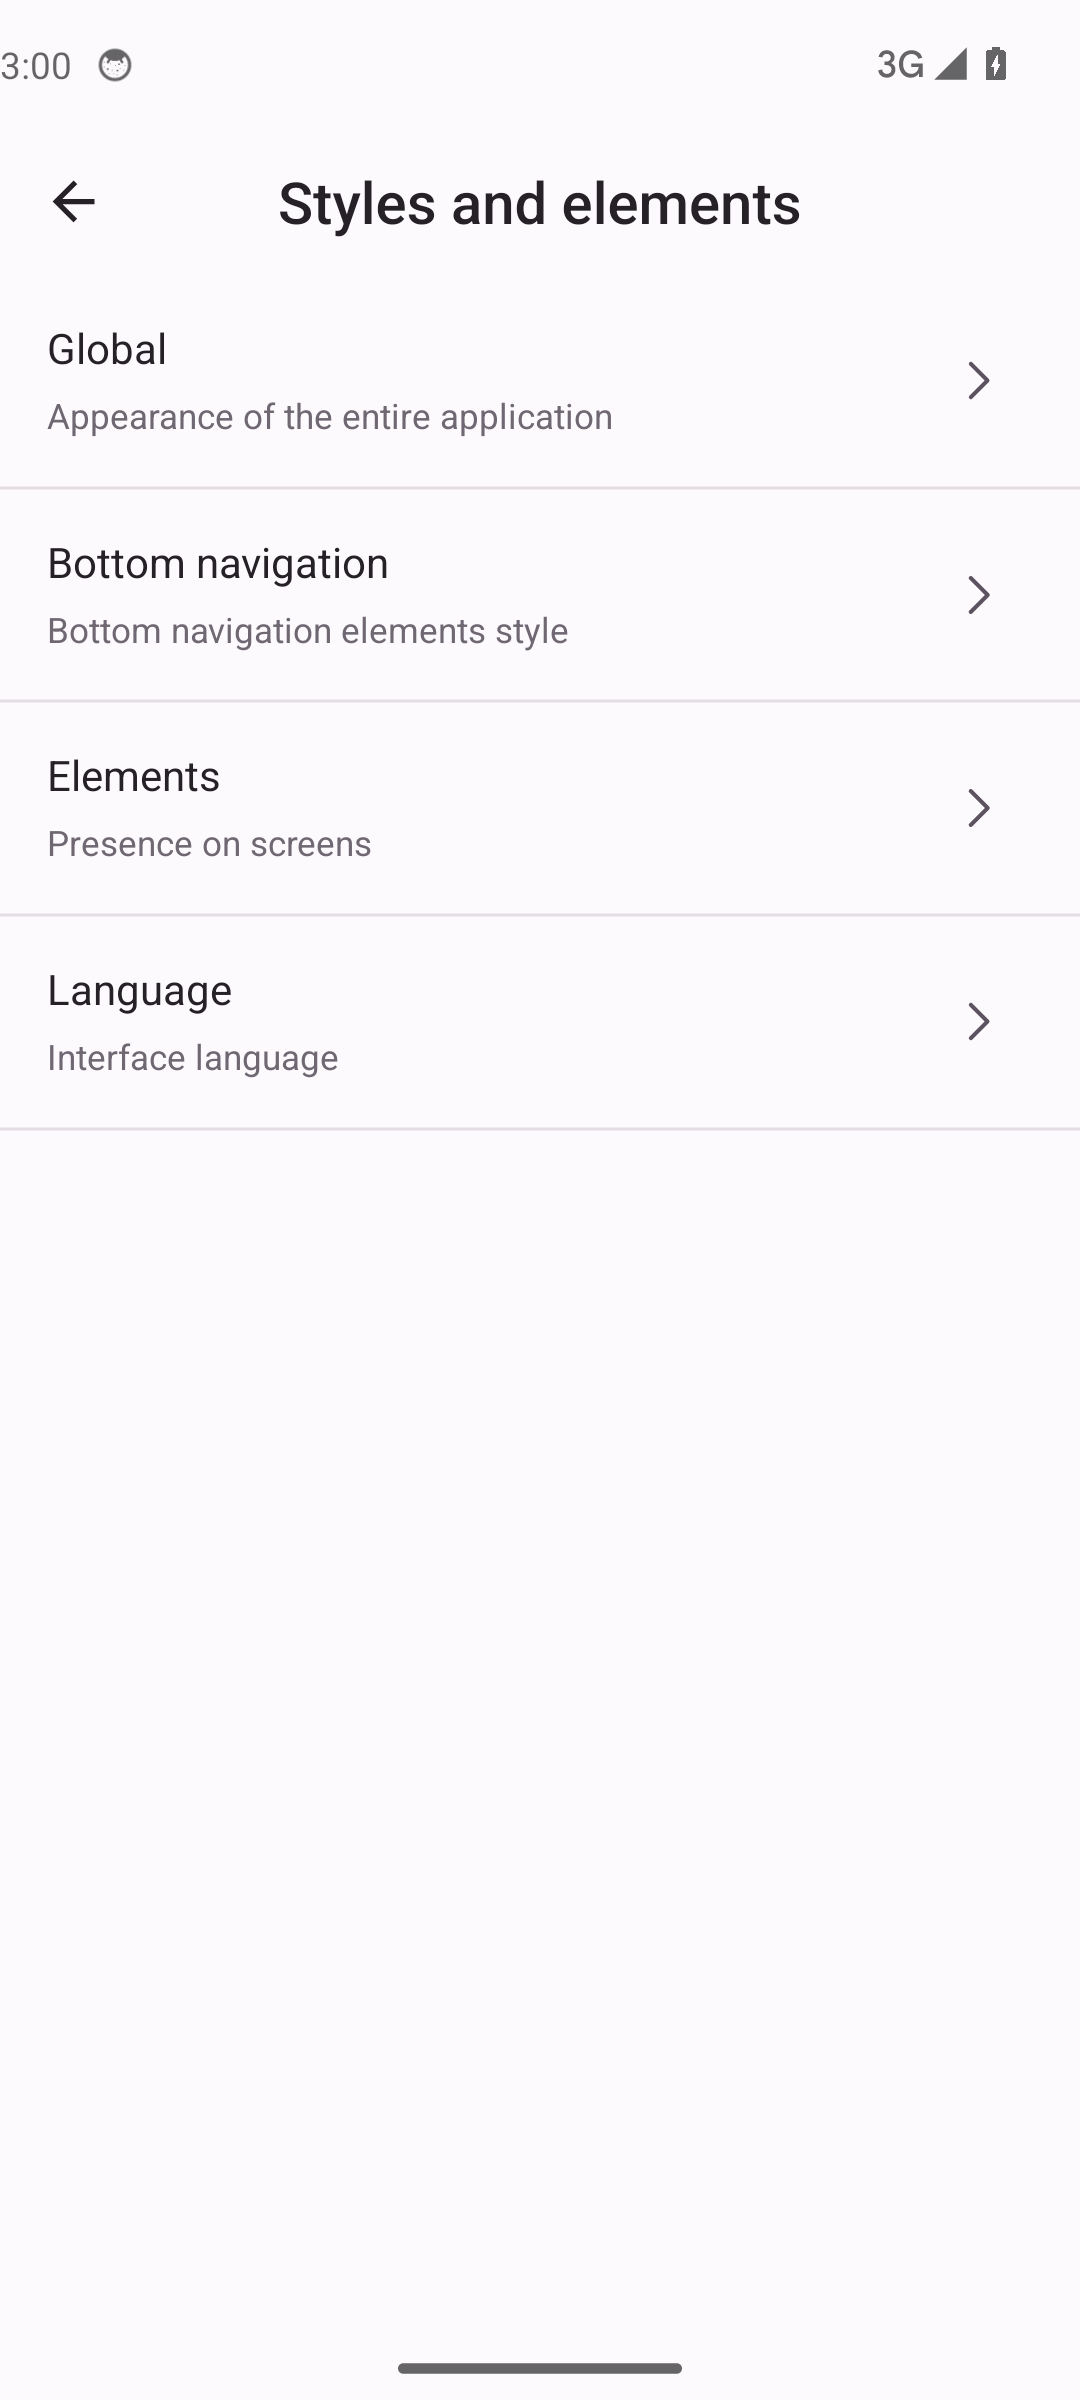 3:00 3G
Styles and elements
Global
Appearance of the entire application
Bottom navigation
Bottom navigation elements style
Elements
Presence on screens
Language
Interface language